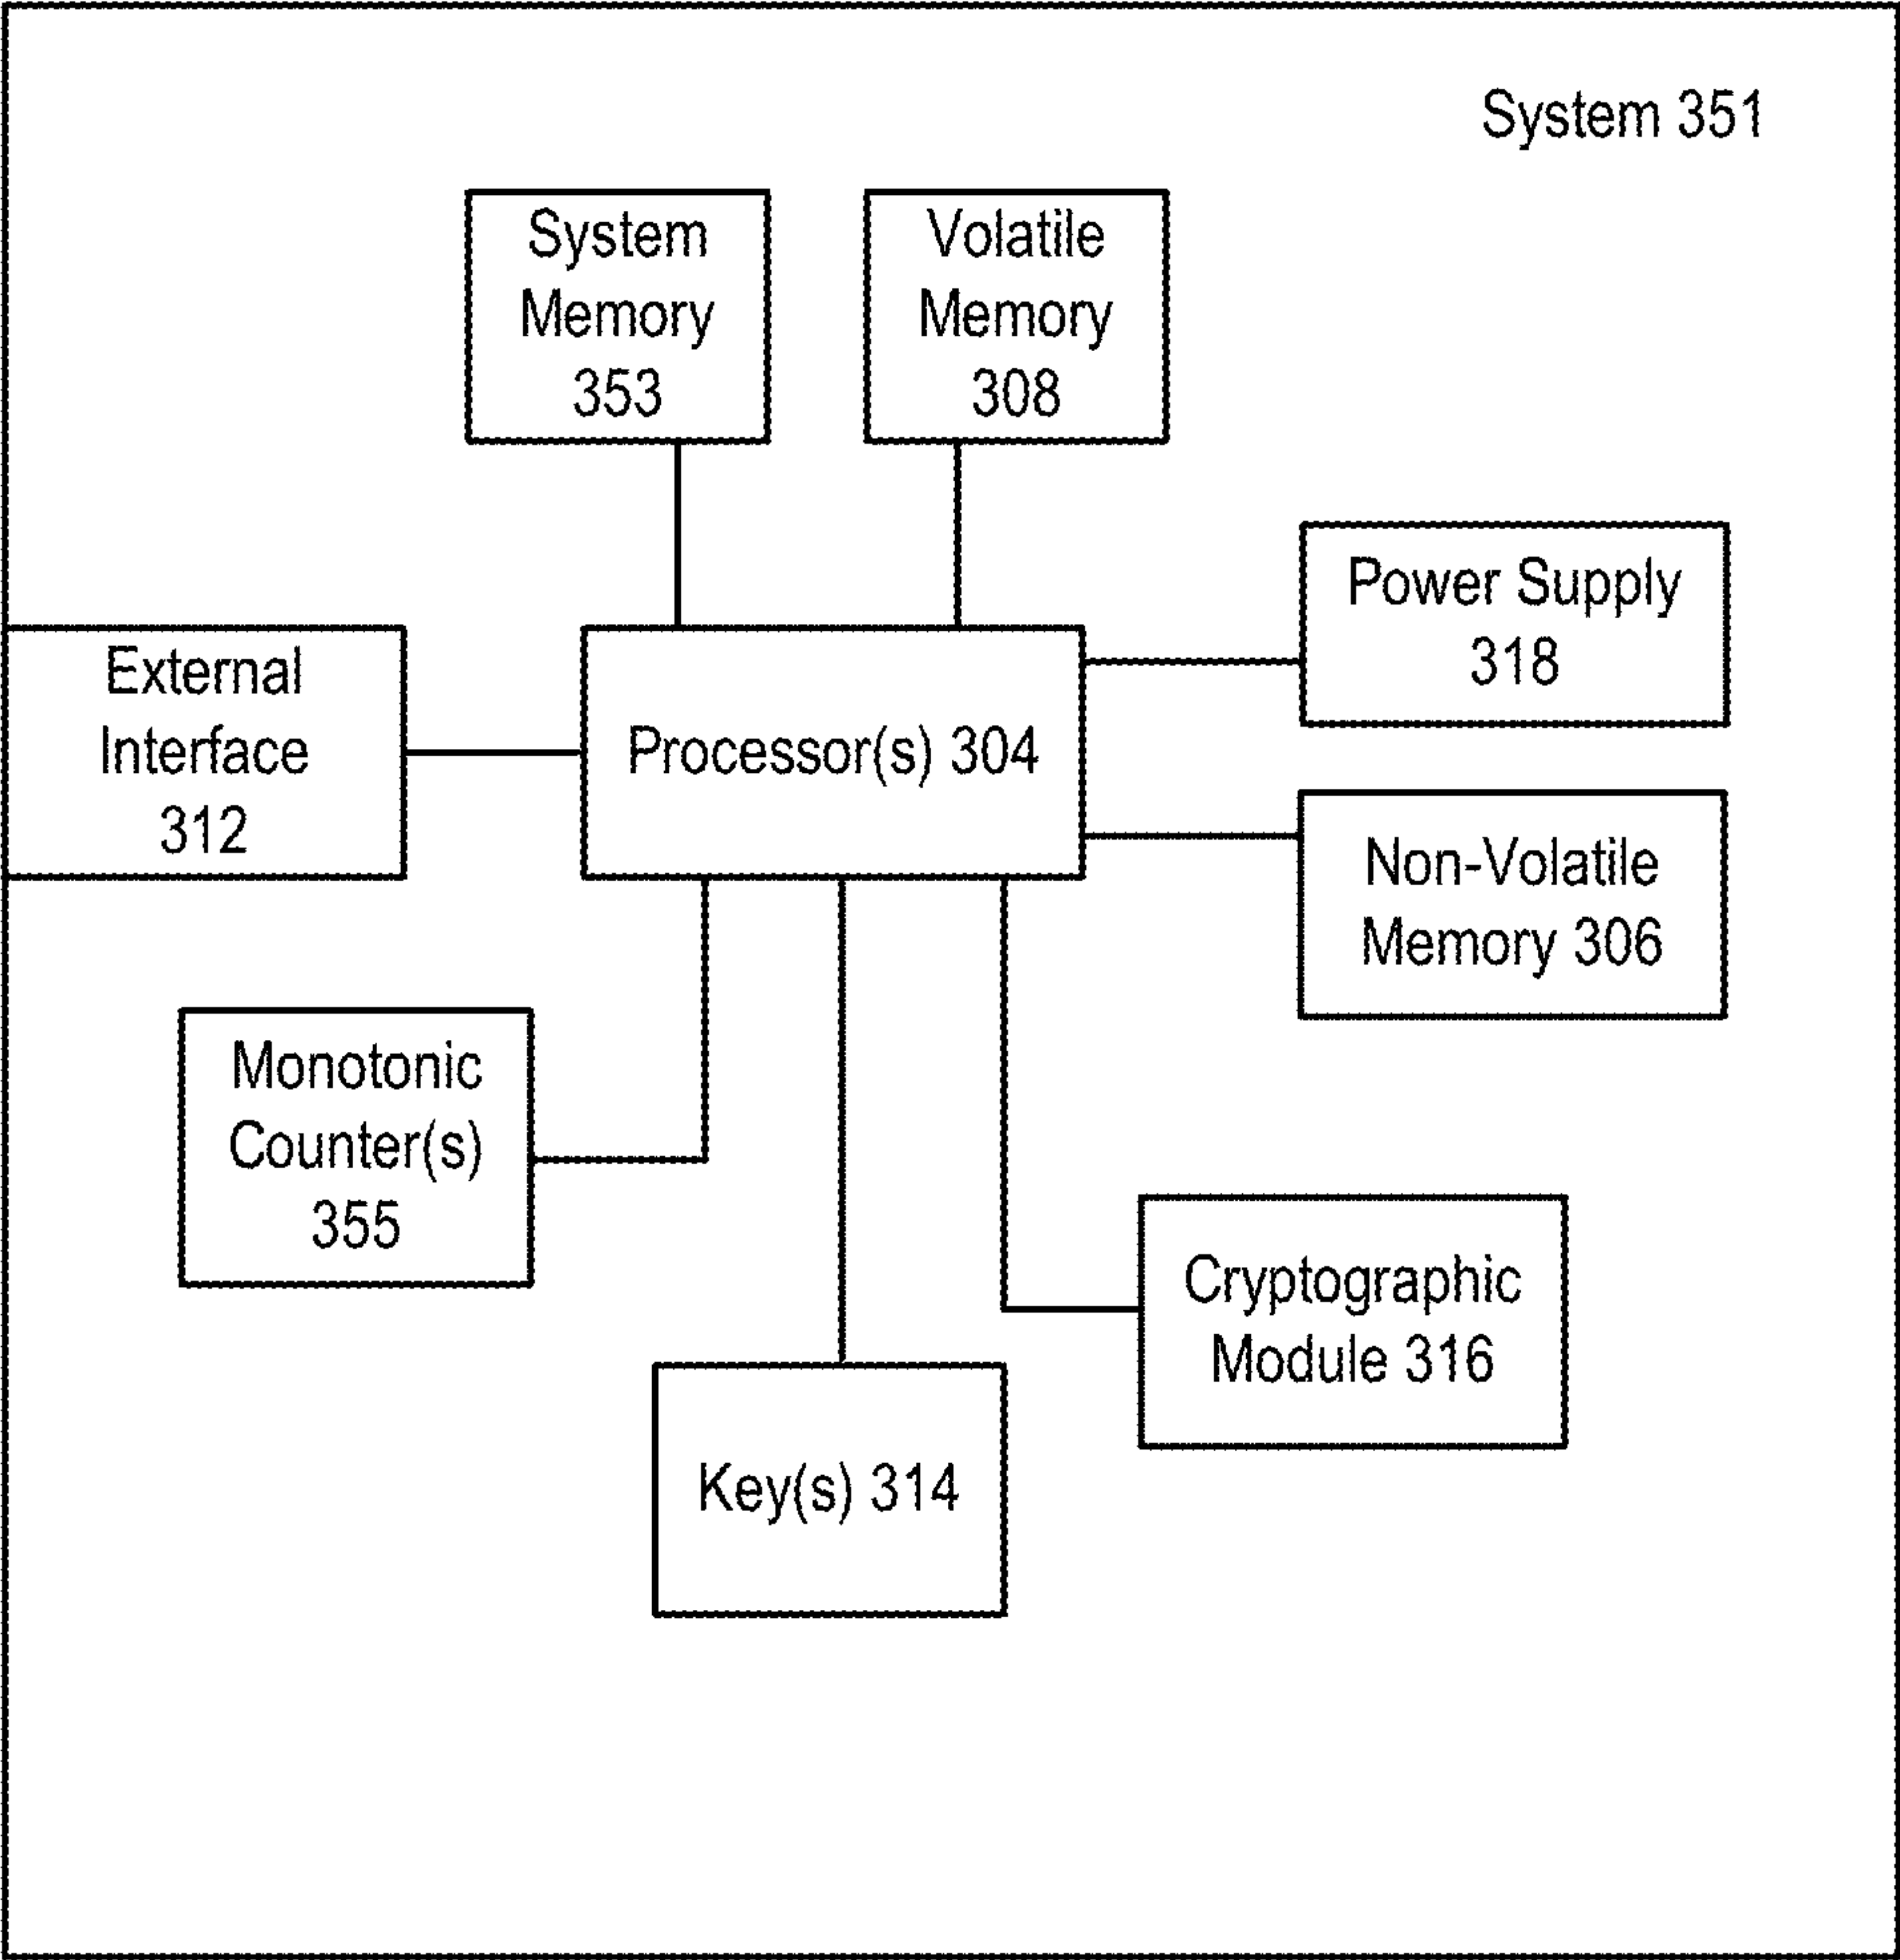 System 351
System
Memory
353
Volatile
Memory
308
Power Supply
318
External
Interface
312
Processor(s) 304
Non-Volatile
Memory 306
Monotonic
Counter(s)
355
Cryptographic
Module 316
Key(s) 314